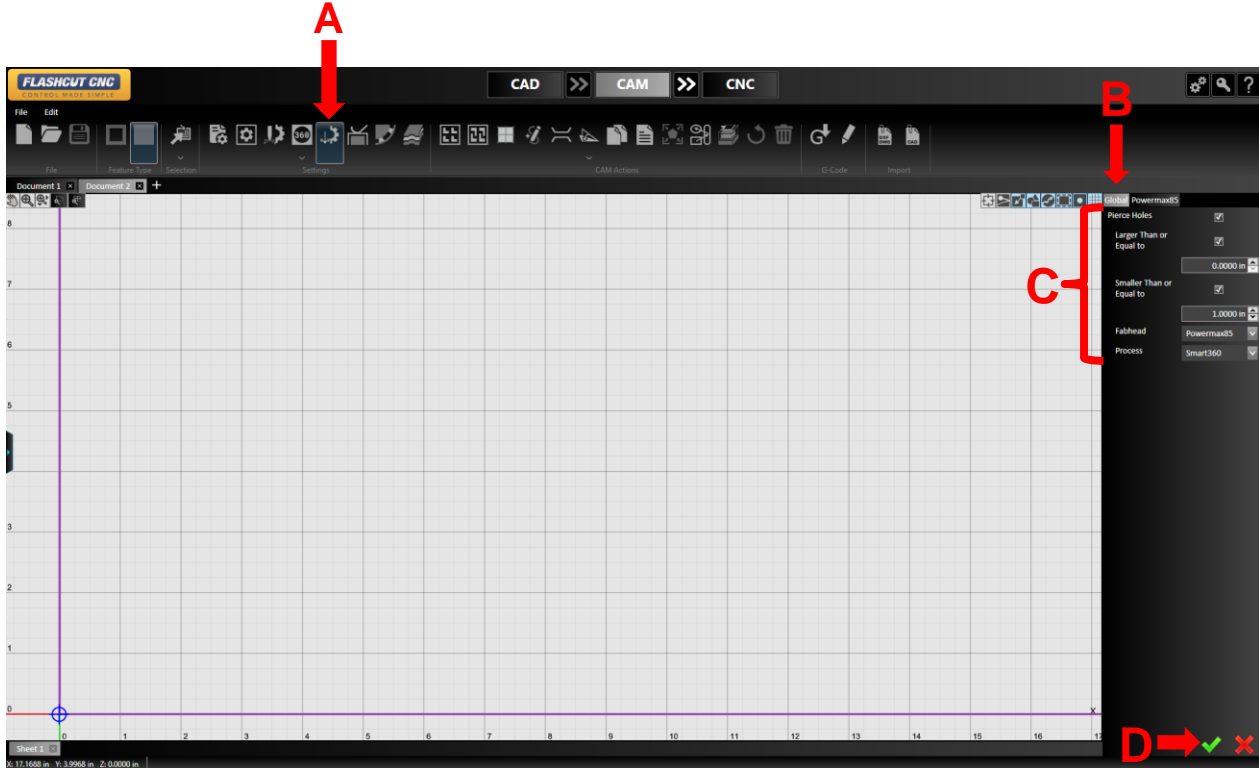 A
FLASHCUT CNC
CONTROL MADE SIMPLE
CAD >> CAM >> CNC
?
B
File Edit
360
File Feature Type Selection Settings CAM Actions G-Code Import
Document 1 x Document 2 x +
Global Powermax85
Pierce Holes
Larger Than or
Equal to
0.0000 in
Smaller Than or
Equal to
1.0000 in
Fabhead Powermax85
Process Smart360
C
8
7
6
5
3
2
1
0
X
0 1 2 3 4 5 6 7 8 9 10 11 12 13 14 15 16 17
Sheet 1
D
X: 17.1688 in Y: 3.9968 in Z: 0.0000 in